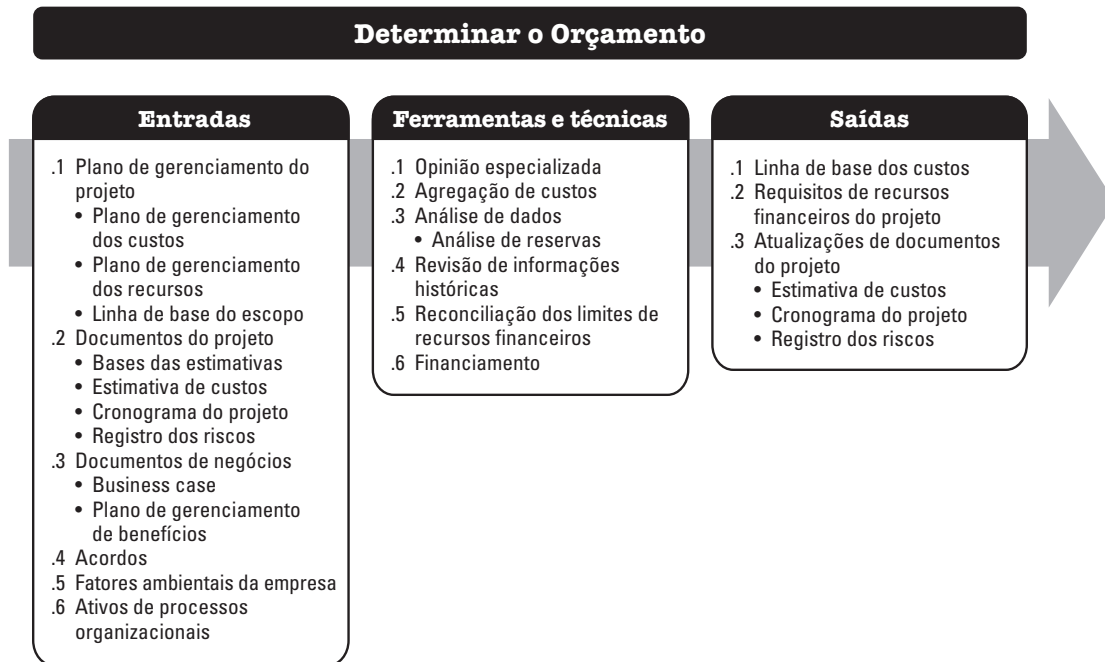 Determinar o Orçamento
Entradas
.1 Plano de gerenciamento do
projeto
• Plano de gerenciamento
dos custos
• Plano de gerenciamento
dos recursos
• Linha de base do escopo
.2 Documentos do projeto
• Bases das estimativas
• Estimativa de custos
• Cronograma do projeto
• Registro dos riscos
.3 Documentos de negócios
• Business case
• Plano de gerenciamento
de benefícios
.4 Acordos
.5 Fatores ambientais da empresa
.6 Ativos de processos
organizacionais
Ferramentas e técnicas
.1 Opinião especializada
.2 Agregação de custos
.3 Análise de dados
• Análise de reservas
.4 Revisão de informações
históricas
.5 Reconciliação dos limites de
recursos financeiros
.6 Financiamento
Saídas
.1 Linha de base dos custos
.2 Requisitos de recursos
financeiros do projeto
.3 Atualizações de documentos
do projeto
• Estimativa de custos
• Cronograma do projeto
• Registro dos riscos